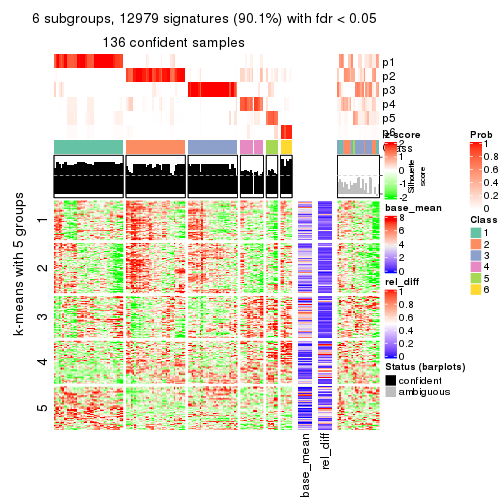 6 subgroups, 12979 signatures (90.1%) with fdr < 0.05
136 confident samples
p1
p2
p3
p4
p5
p6
z-score
2
1
0
-1
-2
Class
Silhouette
score
Prob
1
0.8
0.6
0.4
0.2
0
base_mean
8
6
4
2
0
Class
1
2
3
4
5
6
rel_diff
1
0.8
0.6
0.4
0.2
0
Status (barplots)
confident
ambiguous
k-means with 5 groups
1
2
3
4
5
base_mean
rel_diff